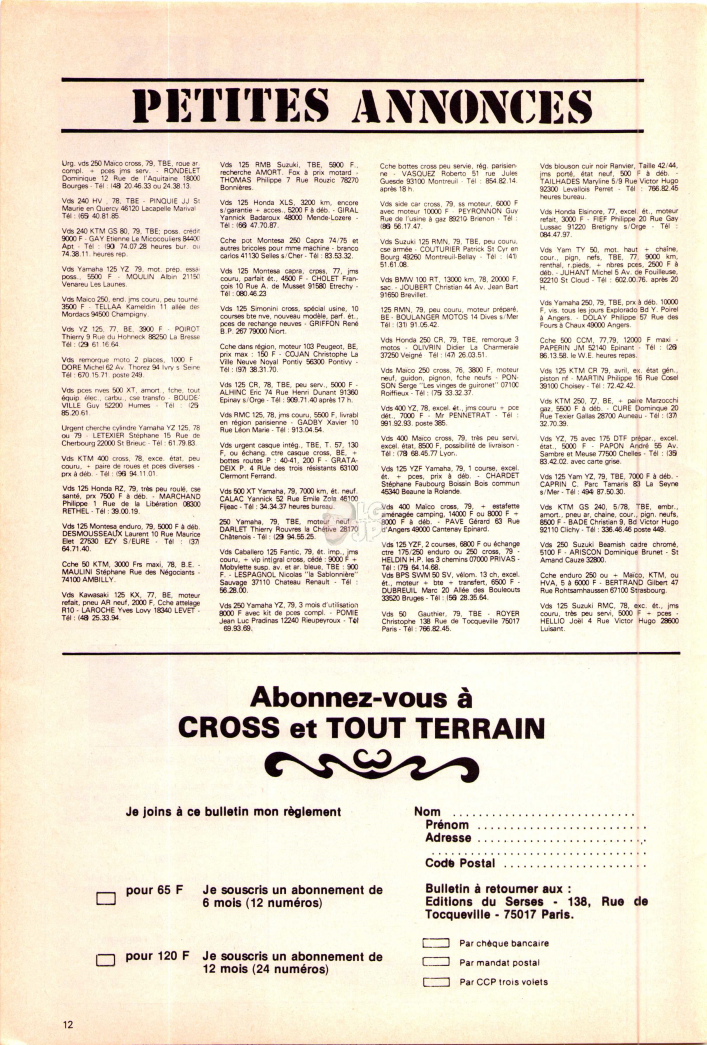 PETITES ANNONCES
Urg. vds 250 Maico cross, 79, TBE, roue ar.
compl. + pces jms serv. - RONDELET
Dominique 12 Rue de l'Aquitaine 18000
Bourges - Tél : (48) 20.46.33 ou 24.38.13.
Vds 240 HV , 78, TBE - PINQUIE JJ St
Maurie en Quercy 46120 Lacapelle Marival
Tél : (65) 40.81.85.
Vds 240 KTM GS 80, 79, TBE; poss. crédit
9000 F - GAY Etienne Le Micocouliers 84400
Apt - Tél : (90) 74.07.28 heures bur. ou
74.38.11. heures rep.
Vds Yamaha 125 YZ 79, mot. prép. essai
poss., 5500 F - MOULIN Albin 21150
Venareu Les Launes.
Vds Maico 250, end. jms couru, peu tourné
3500 F - TELLAA Kameldin 11 allée des
Mordacs 94500 Champigny.
Vds YZ 125, 77, BE, 3900 F - POIROT
Thierry 9 Rue du Hohneck 88250 La Bresse
Tél : (29) 61.16.64
Vds remorque moto 2 places, 1000 F
DORE Michel 62 Av. Thorez 94 Ivry s. Seine
Tél : 670.15.71. poste 249.
Vds pces nves 500 XT, amort., fche, tout
équip. élec., carbu., cse transfo - BOUDE
VILLE Guy 52200 Humes - Tél : (25)
85.20.61.
Urgent cherche cylindre Yamaha YZ 125, 78
ou 79 - LETEXIER Stéphane 15 Rue de
Cherbourg 22000 St Brieuc - Tél : 61.79.83.
Vds KTM 400 cross, 78, exce. état, peu
couru, + paire de roues et pces diverses -
prx à déb. - Tél : (96) 94.11.01.
Vds 125 Honda RZ, 79, très peu roulé, cse
santé, prx 7500 F à déb. - MARCHAND
Philippe 1 Rue de la Libération 08300
RETHEL - Tél : 39.00.19.
Vds 125 Montesa enduro, 79, 5000 F à déb.
DESMOUSSEAUX Laurent 10 Rue Maurice
Elet 27530 EZY S/EURE - Tél : (37)
64.71.40.
Cche 50 KTM, 3000 Frs maxi, 78, B.E. -
MAULINI Stéphane Rue des Négociants -
74100 AMBILLY.
Vds Kawasaki 125 KX, 77, BE, moteur
refait, pneu AR neuf, 2000 F, Cche attelage
R10 - LAROCHE Yves Lovy 18340 LEVET -
Tél : (48) 25.33.94.
Vds 125 RMB Suzuki, TBE, 5900 F.,
recherche AMORT. Fox à prix motard -
THOMAS Philippe 7 Rue Rouzic 78270
Bonnières.
Vds 125 Honda XLS, 3200 km, encore
s/garantie + acces., 5200 F à déb. - GIRAL
Yannick Badaroux 48000 Mende-Lozere -
Tél : (66) 47.70.87.
Cche pot Montesa 250 Capra 74/75 et
autres bricoles pour mme machine - branco
carlos 41130 Selles s/Cher - Tél : 83.53.32.
Vds 125 Montesa capra, cross, 77, jms
couru, parfait ét., 4500 F - CHOLET Fran-
çois 10 Rue A. de Musset 91580 Etrechy -
Tél : 080.46.23
Vds 125 Simonini cross, spécial usine, 10
courses bte nve, nouveau modèle, parf. ét.,
pces de rechange neuves - GRIFFON René
B.P. 267 79000 Niort.
Cche dans région, moteur 103 Peugeot, BE,
prix max : 150 F - COJAN Christophe La
Ville Neuve Noyal Pontivy 56300 Pontivy -
Tél : (97) 38.31.70.
Vds 125 CR, 78, TBE, peu serv., 5000 F -
ALHINC Eric 74 Rue Henri Dunant 91360
Epinay s/Orge - Tél : 909.71.40 après 17 h.
Vds RMC 125, 78, jms couru, 5500 F, livrabl
en région parisienne - GADBY Xavier 10
Rue Léon Marie - Tél : 913.04.54.
Vds urgent casque intég., TBE, T. 57, 130
F, ou échang. ctre casque cross, BE, +
bottes routes P : 40-41, 200 F - GRATA-
DEIX P. 4 RUe des trois résistants 63100
Clermont Ferrand.
Vds 500 XT Yamaha, 79, 7000 km, ét. neuf.
CALAC Yannick 52 Rue Emile Zola 46100
Fijeac - Tél : 34.34.37 heures bureau.
250 Yamaha, 79, TBE, moteur neuf -
DARLET Thierry Rouvres la Chétive 28170
Châtenois - Tél : (29) 94.55.25.
Vds Caballero 125 Fantic, 79, ét. imp., jms
couru, + vip intigral cross, cédé : 9000 F +
Mobylette susp. av. et ar. bleue, TBE : 900
F. - LESPAGNOL Nicolas "la Sablonnière"
Sauvage 37110 Chateau Renault - Tél :
56.28.00.
Vds 250 Yamaha YZ, 79, 3 mois d'utilisation
8000 F avec kit de pces compl. - POMIE
Jean Luc Pradinas 12240 Rieupeyroux - Tél
69.93.69.
Cche bottes cross peu servie, rég. parisien-
ne - VASQUEZ Roberto 51 rue Jules
Guesde 93100 Montreuil - Tél : 854.82.14.
après 18 h.
Vds side car cross, 79, ss moteur, 6000 F
avec moteur 10000 F - PEYRONNON Guy
Rue de l'usine à gaz 89210 Brienon - Tél :
(86) 56.17.47.
Vds Suzuki 125 RMN, 79, TBE, peu couru,
cse armée - COUTURIER Patrick St Cyr en
Bourg 49260 Montreuil-Bellay - Tél : (41)
51.61.08.
Vds BMW 100 RT, 13000 km, 78, 20000 F,
sac. - JOUBERT Christian 44 Av. Jean Bart
91650 Brevillet.
125 RMN, 79, peu couru, moteur préparé,
BE - BOULANGER MOTOS 14 Dives s/Mer
Tél : (31) 91.05.42.
Vds Honda 250 CR, 79, TBE, remorque 3
motos - OLIVRIN Didier La Charmeraie
37250 Veigné Tél : (47) 26.03.51.
Vds Maico 250 cross, 76, 3800 F, moteur
neuf, guidon, pignon, fche neufs - PON-
SON Serge "Les vinges de guironet" 07100
Roiffieux - Tél : (75) 33.32.37.
Vds 400 YZ, 78, excel. ét., jms couru + pce
dét., 7000 F - Mr PENNETRAT - Tél :
991.92.93. poste 385.
Vds 400 Maico cross, 79, très peu servi,
excel. état, 8500 F, possibilité de livraison -
Tél : (78) 68.45.77 Lyon.
Vds 125 YZF Yamaha, 79, 1 course, excel.
ét. + pces, prix à déb. - CHARDET
Stéphane Faubourg Boissin Bois commun
45340 Beaune la Rolande.
Vds 400 Maico cross, 79, + estafette
aménagée camping, 14000 F ou 8000 F +
8000 F à déb. - PAVE Gérard 63 Rue
d'Angers 49000 Cantenay Epinard.
Vds 125 YZF, 2 courses, 6800 F ou échange
ctre 175/250 enduro ou 250 cross, 79 -
HELDIN H.P. les 3 chemins 07000 PRIVAS -
Tél : (75) 64.14.68.
Vds BPS SWM 50 SV, vélom. 13 ch, excel.
ét., moteur + bte + transfert, 6500 F -
DUBREUIL Marc 20 Allée des Bouleouts
33520 Bruges - Tél : (56) 28.35.64.
Vds 50 Gauthier, 79, TBE - ROYER
Christophe 138 Rue de Tocqueville 75017
Paris - Tél : 766.82.45.
Vds blouson cuir noir Ranvier, Taille 42/44,
jms porté, état neuf, 500 F à déb. -
TAILHADES Maryline 5/9 Rue Victor Hugo
92300 Levallois Perret - Tél : 766.82.45
heures bureau.
Vds Honda Elsinore, 77, excel. ét., moteur
refait, 3000 F - FIEF Philippe 20 Rue Gay
Lussac 91220 Bretigny s/Orge - Tél :
084.47.97.
Vds Yam TY 50, mot. haut + chaîne,
cour., pign, nefs, TBE, 77, 9000 km,
renthal, r.pieds, + nbres pces, 2500 F à
déb. - JUHANT Michel 5 Av. de Fouilleuse,
92210 St Cloud - Tél : 602.00.76. après 20
H.
Vds Yamaha 250, 79, TBE, prx à déb. 10000
F, vis. tous les jours Explorado Bd Y. Poirel
à Angers. - DOLAY Philippe 57 Rue des
Fours à Chaux 49000 Angers.
Cche 500 CCM, 77.79, 12000 F maxi -
PAPERIN JM 52140 Epinant - Tél : (25)
86.13.58. le W.E. heures repas.
Vds 125 KTM CR 79, avril, ex. état gén.,
piston nf - MARTIN Philippe 16 Rue Cosel
39100 Choisey - Tél : 72.42.42.
Vds KTM 250, 77, BE, + paire Marzocchi
gaz, 5500 F à déb. - CURE Dominque 20
Rue Texier Gallas 28700 Auneau - Tél : (37)
32.70.39.
Vds YZ, 75 avec 175 DTF prépar., excel.
état., 5000 F - PAPON André 55 Av.
Sambre et Meuse 77500 Chelles - Tél : (35)
83.42.02. avec carte grise.
Vds 125 Yam YZ, 79, TBE, 7000 F à déb. -
CAPRIN C. Parc Tamaris 83 La Seyne
s/Mer - Tél : 494 87.50.30.
Vds KTM GS 240, 5/78, TBE, embr.,
amort., pneu ar, chaîne, cour., pign. neufs,
8500 F - BADE Christian 9, Bd Victor Hugo
92110 Clichy - Tél : 336.46.46 poste 449.
Vds 250 Suzuki Beamish cadre chromé,
5100 F - ARISCON Dominique Brunet - St
Amand Cauze 32800.
Cche enduro 250 ou + Maïco, KTM, ou
HVA, 5 à 6000 F - BERTRAND Gilbert 47
Rue Rohtsamhaussen 67100 Strasbourg.
Vds 125 Suzuki RMC, 78, exc. ét., jms
couru, très peu servi, 5000 F + pces -
HELLIO Joël 4 Rue Victor Hugo 28600
Luisant.
Abonnez-vous à
CROSS et TOUT TERRAIN
Je joins à ce bulletin mon règlement
pour 65 F Je souscris un abonnement de
6 mois (12 numéros)
pour 120 F Je souscris un abonnement de
12 mois (24 numéros)
Nom
Prénom
Adresse
Code Postal
Bulletin à retourner aux :
Editions du Serses - 138, Rue de
Tocqueville - 75017 Paris.
Par chéque bancaire
Par mandat postal
Par CCP trois volets
12